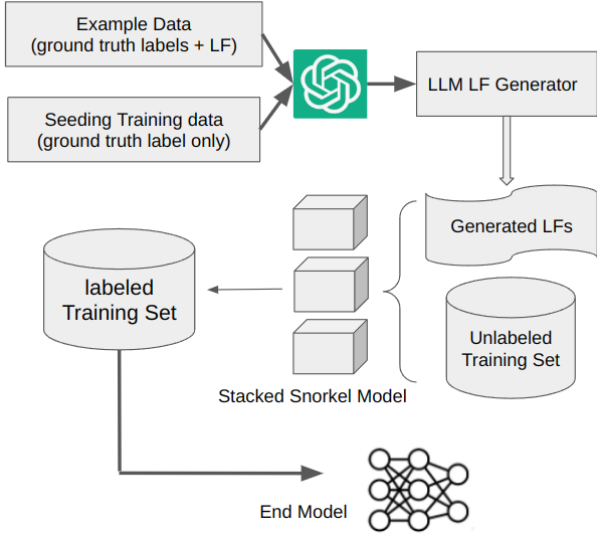 Example Data
(ground truth labels + LF)
LLM LF Generator
Seeding Training data
(ground truth label only)
Generated LFs
labeled
Training Set
Unlabeled
Training Set
Stacked Snorkel Model
End Model